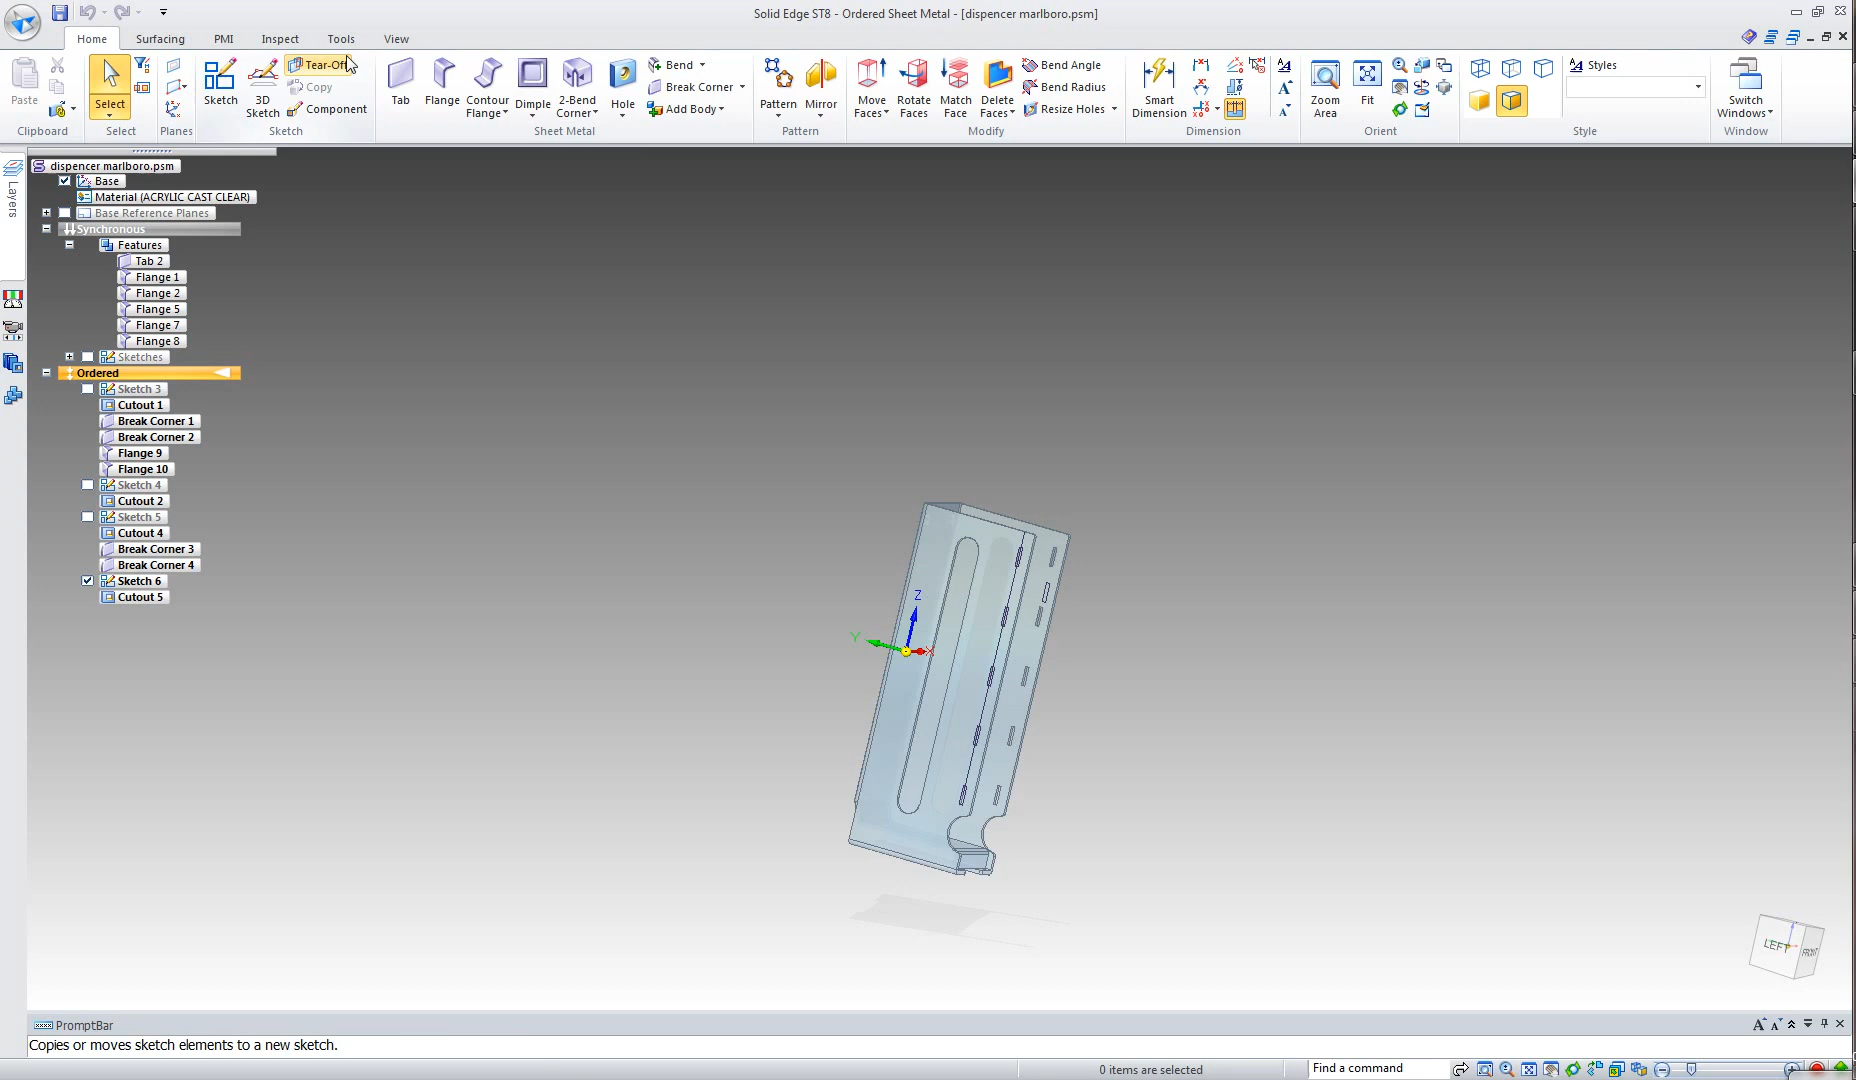 Solid Edge ST8 - Ordered Sheet Metal - [dispencer marlboro.psm]
Home Surfacing PMI Inspect Tools View
Paste
Clipboard
Select
Select
Planes
Sketch
3D Sketch
Tear-Off
Copy
Component
Sketch
Tab
Flange
Contour Flange
Dimple
2-Bend Corner
Hole
Bend
Break Corner
Add Body
Sheet Metal
Pattern
Mirror
Pattern
Move Faces
Rotate Faces
Match Face
Delete Faces
Bend Angle
Bend Radius
Resize Holes
Modify
Smart Dimension
Dimension
Zoom Area
Fit
Orient
Styles
Style
Switch Windows
Window
Layers
dispencer marlboro.psm
Base
Material (ACRYLIC CAST CLEAR)
Base Reference Planes
Synchronous
Features
Tab 2
Flange 1
Flange 2
Flange 5
Flange 7
Flange 8
Sketches
Ordered
Sketch 3
Cutout 1
Break Corner 1
Break Corner 2
Flange 9
Flange 10
Sketch 4
Cutout 2
Sketch 5
Cutout 4
Break Corner 3
Break Corner 4
Sketch 6
Cutout 5
Z
Y
X
LEFT
FRONT
PromptBar
Copies or moves sketch elements to a new sketch.
0 items are selected
Find a command